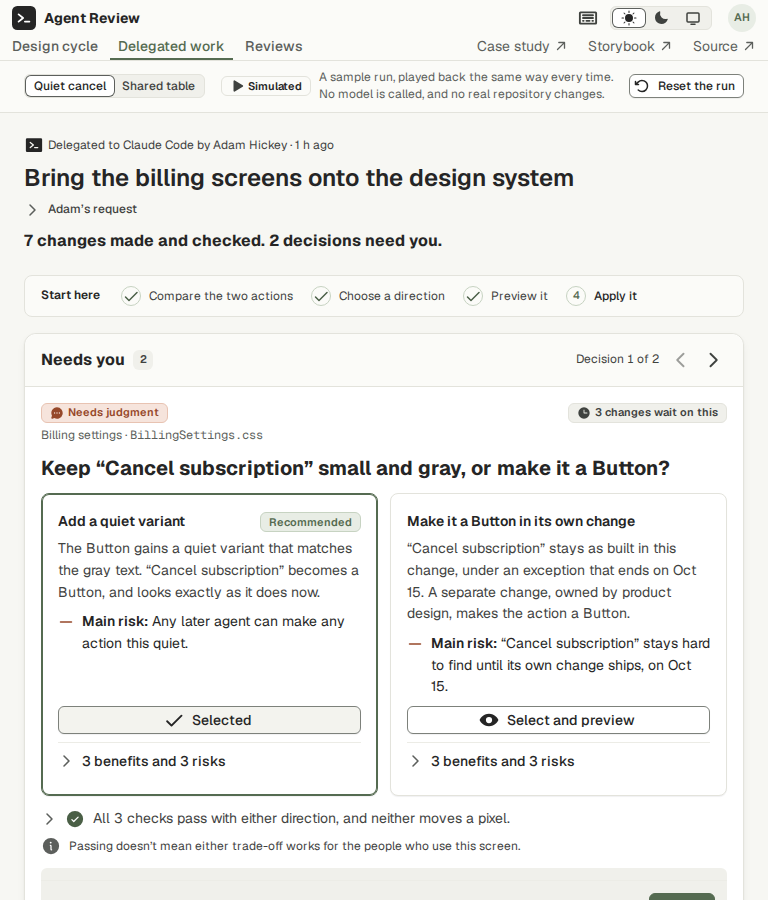 Agent Review
AH
Design cycle
Delegated work
Reviews
Case study
Storybook
Source
Quiet cancel
Shared table
Simulated
A sample run, played back the same way every time.
No model is called, and no real repository changes.
Reset the run
Delegated to Claude Code by Adam Hickey · 1 h ago
Bring the billing screens onto the design system
Adam’s request
7 changes made and checked. 2 decisions need you.
Start here
Compare the two actions
Choose a direction
Preview it
4
Apply it
Needs you
2
Decision 1 of 2
Needs judgment
3 changes wait on this
Billing settings · BillingSettings.css
Keep “Cancel subscription” small and gray, or make it a Button?
Add a quiet variant
Recommended
The Button gains a quiet variant that matches
the gray text. “Cancel subscription” becomes a
Button, and looks exactly as it does now.
Main risk: Any later agent can make any
action this quiet.
Selected
3 benefits and 3 risks
Make it a Button in its own change
“Cancel subscription” stays as built in this
change, under an exception that ends on Oct
15. A separate change, owned by product
design, makes the action a Button.
Main risk: “Cancel subscription” stays hard
to find until its own change ships, on Oct
15.
Select and preview
3 benefits and 3 risks
All 3 checks pass with either direction, and neither moves a pixel.
Passing doesn’t mean either trade-off works for the people who use this screen.